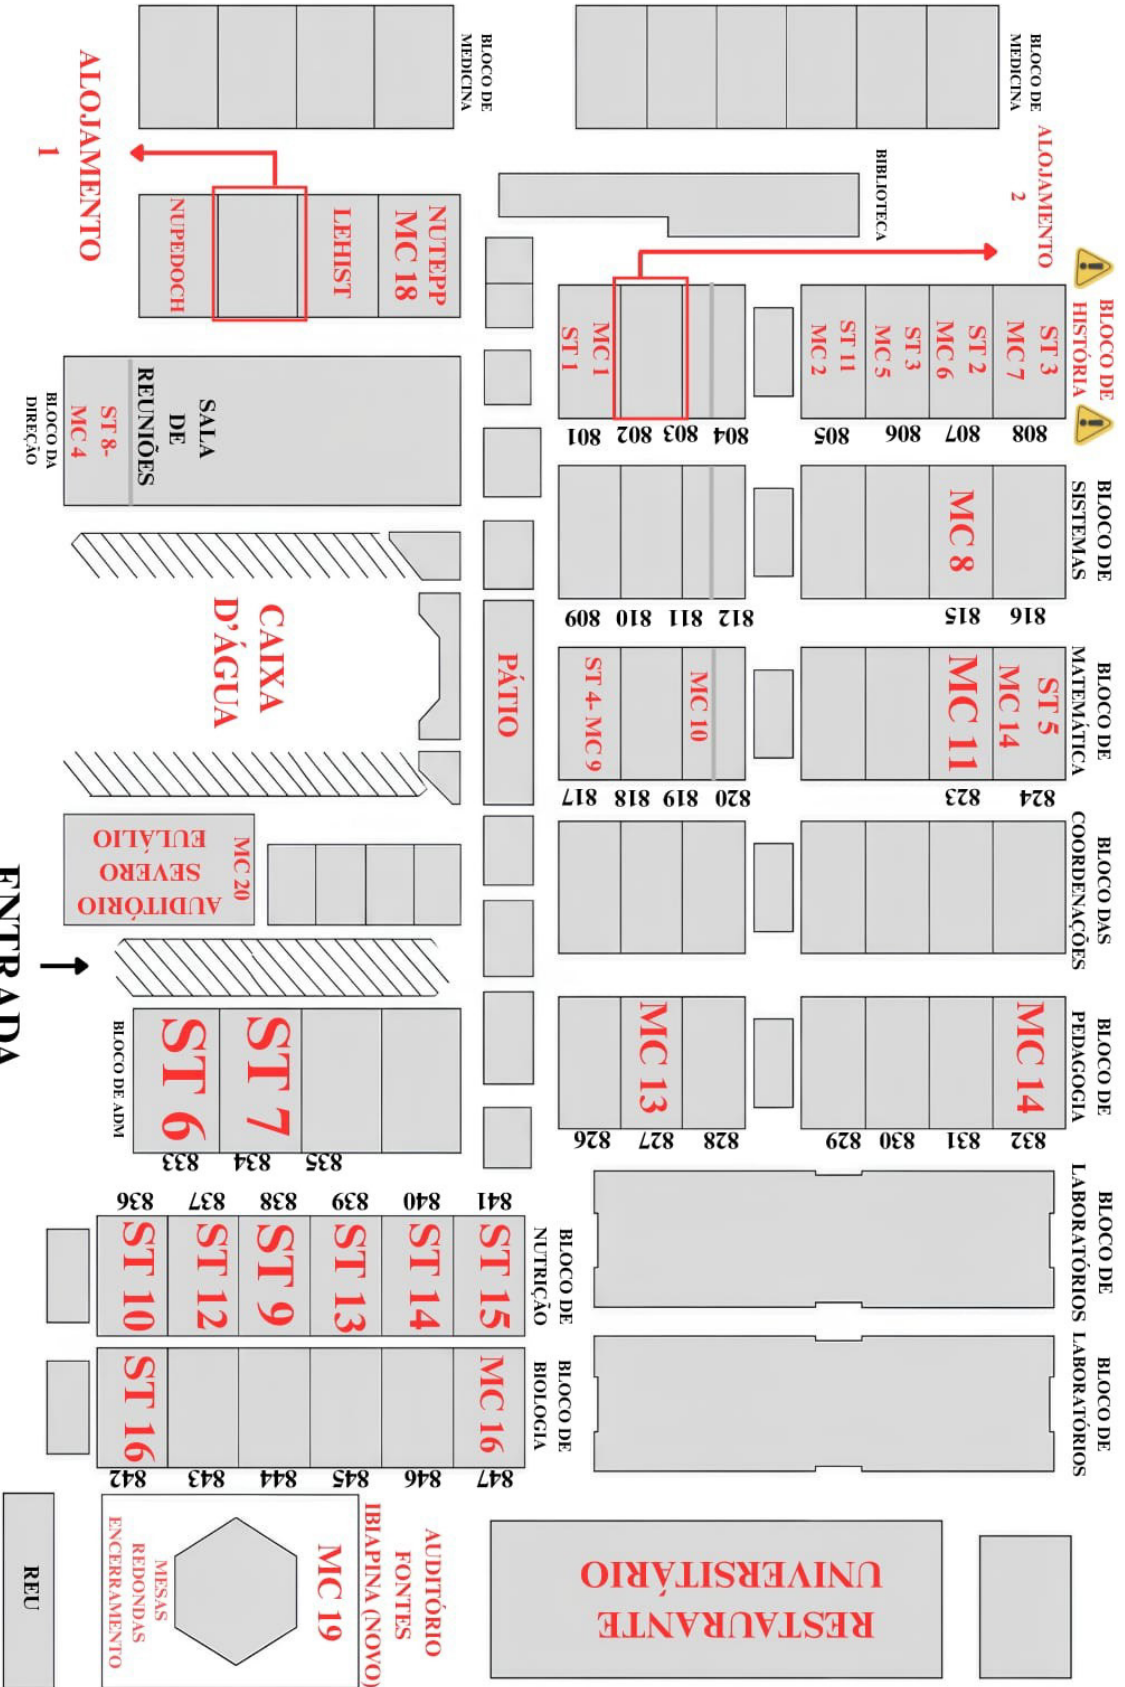 BLOCO DE
MEDICINA
BLOCO DE
MEDICINA
ALOJAMENTO
1
ALOJAMENTO
2
BIBLIOTECA
NUTEPP
MC 18
LEHIST
NUPEDOCH
BLOCO DE
HISTÓRIA
ST 3
MC 7
ST 2
MC 6
ST 3
MC 5
ST 11
MC 2
MC 1
ST 1
808
807
806
805
804
803
802
801
SALA
DE
REUNIÕES
ST 8-
MC 4
BLOCO DA
DIREÇÃO
BLOCO DE
SISTEMAS
MC 8
816
815
812
811
810
809
CAIXA
D'ÁGUA
PÁTIO
BLOCO DE
MATEMÁTICA
ST 5
MC 14
MC 11
MC 10
ST 4- MC 9
824
823
820
819
818
817
BLOCO DAS
COORDENAÇÕES
MC 20
AUDITÓRIO
SEVERO
EULÁLIO
ENTRADA
BLOCO DE
PEDAGOGIA
MC 14
MC 13
832
831
830
829
828
827
826
ST 7
ST 6
BLOCO DE ADM
835
834
833
BLOCO DE
LABORATÓRIOS
BLOCO DE
LABORATÓRIOS
841
840
839
838
837
836
BLOCO DE
NUTRIÇÃO
ST 15
ST 14
ST 13
ST 9
ST 12
ST 10
BLOCO DE
BIOLOGIA
MC 16
ST 16
847
846
845
844
843
842
RESTAURANTE
UNIVERSITÁRIO
AUDITÓRIO
FONTES
IBIAPINA (NOVO)
MC 19
MESAS
REDONDAS
ENCERRAMENTO
REU